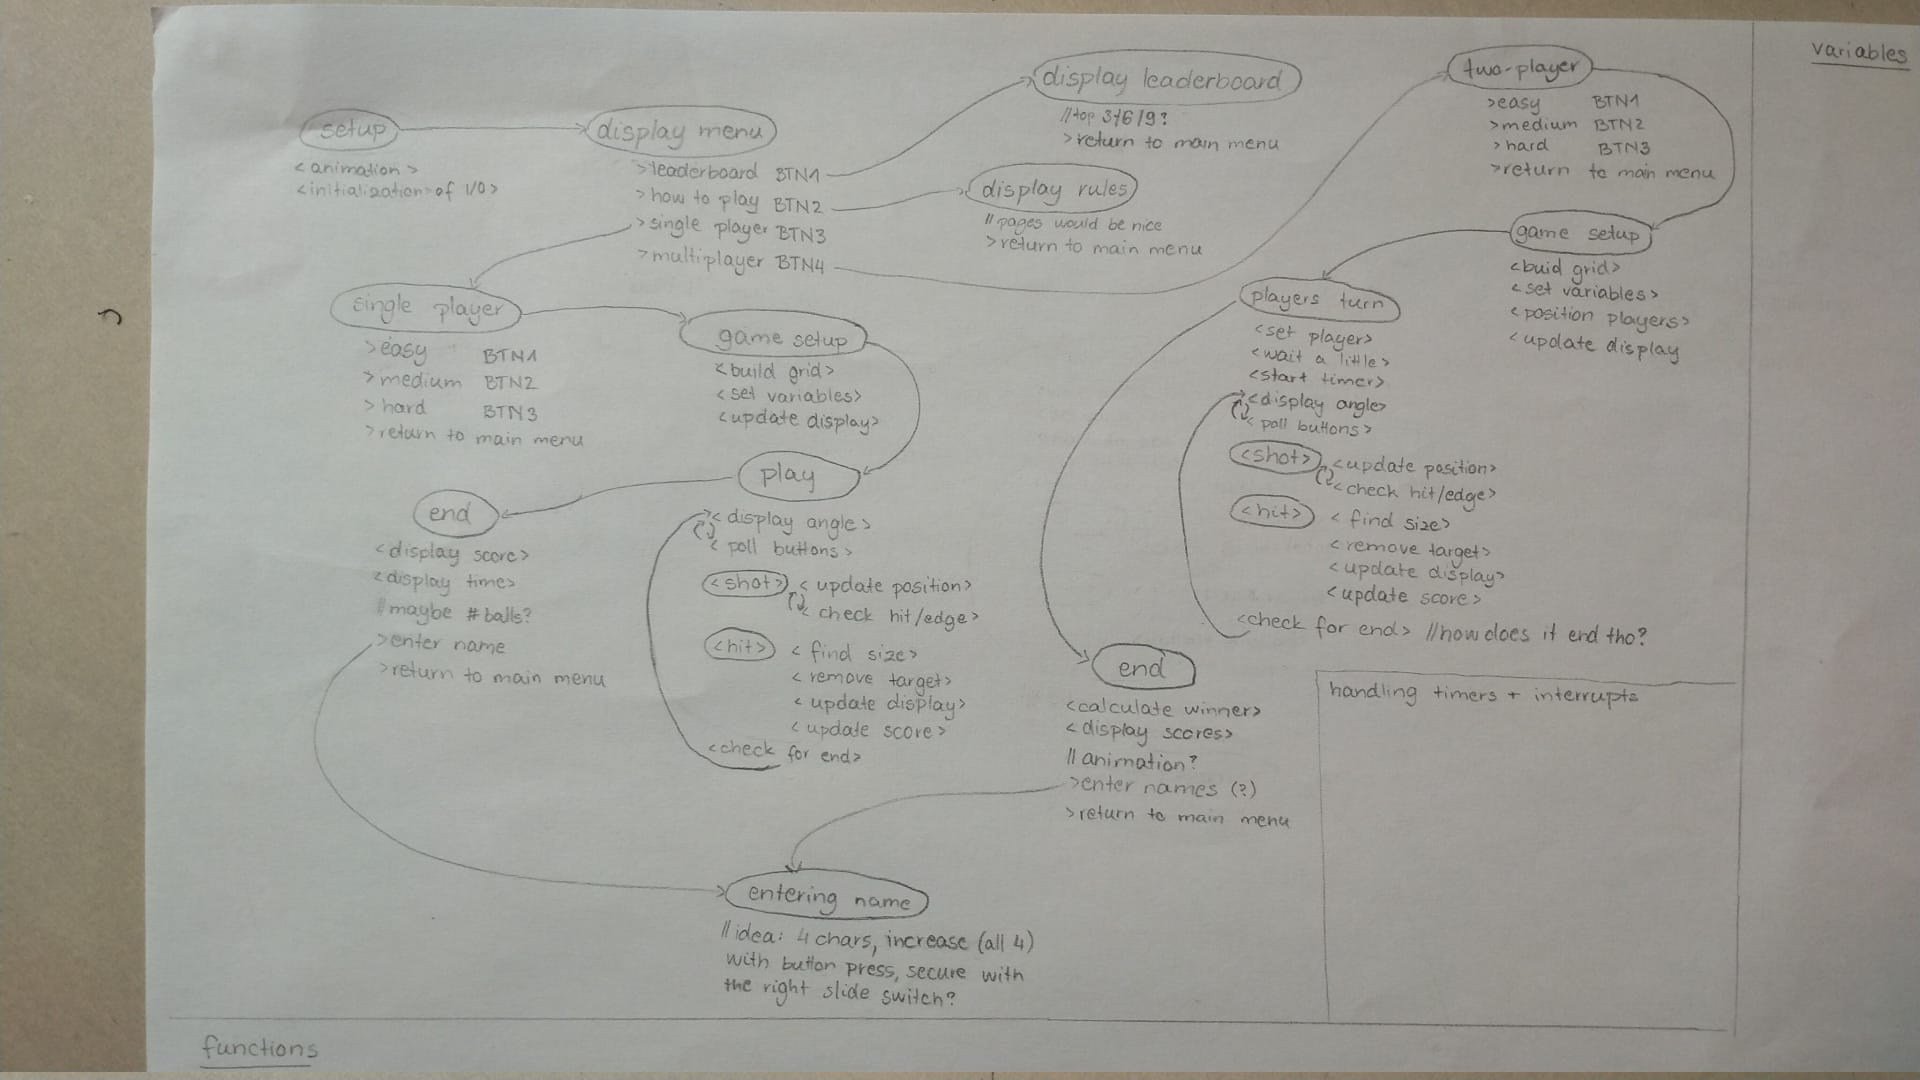 variables
setup
<animation>
<initialization of I/O>
display menu
>leaderboard BTN1
>how to play BTN2
>single player BTN3
>multiplayer BTN4
display leaderboard
//top 3/6/9?
>return to main menu
display rules
//pages would be nice
>return to main menu
two-player
>easy BTN1
>medium BTN2
>hard BTN3
>return to main menu
game setup
<buid grid>
<set variables>
<position players>
<update display
single player
>easy BTN1
>medium BTN2
>hard BTN3
>return to main menu
game setup
<build grid>
<set variables>
<update display>
play
<display angle>
<poll buttons>
<shot> <update position>
<check hit/edge>
<hit> <find size>
<remove target>
<update display>
<update score>
<check for end>
end
<display score>
<display time>
//maybe #balls?
>enter name
>return to main menu
players turn
<set player>
<wait a little>
<start timer>
<display angle>
<poll buttons>
<shot> <update position>
<check hit/edge>
<hit> <find size>
<remove target>
<update display>
<update score>
<check for end> //how does it end tho?
end
<calculate winner>
<display scores>
//animation?
>enter names (?)
>return to main menu
handling timers + interrupts
entering name
//idea: 4 chars, increase (all 4)
with button press, secure with
the right slide switch?
functions